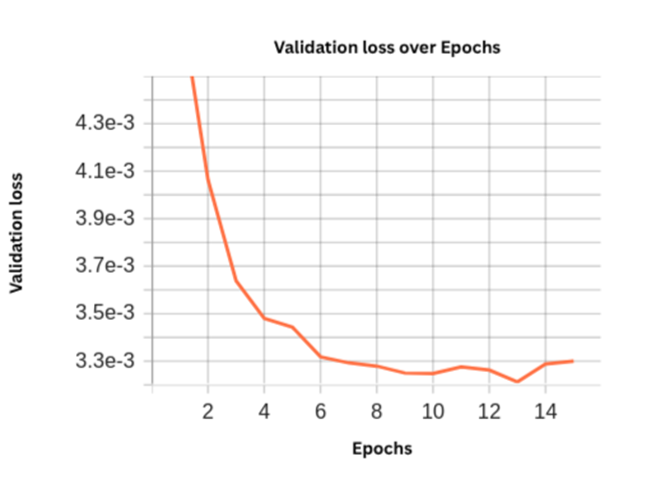 Validation loss over Epochs
Validation loss
4.3e-3
4.1e-3
3.9e-3
3.7e-3
3.5e-3
3.3e-3
2 4 6 8 10 12 14
Epochs